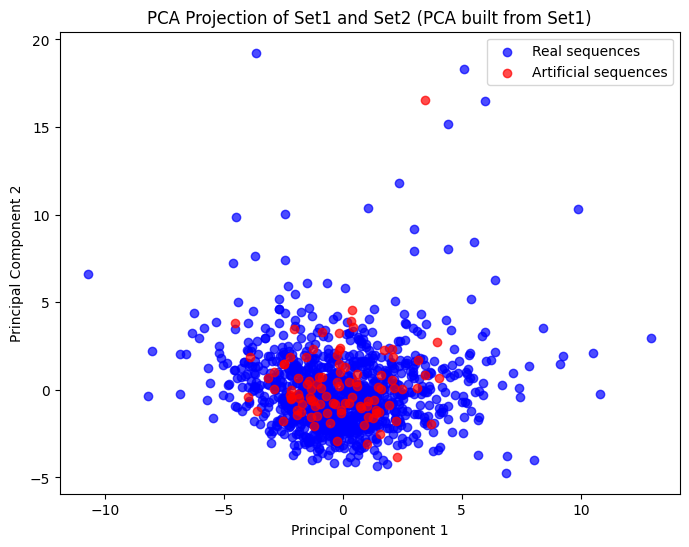 PCA Projection of Set1 and Set2 (PCA built from Set1)
Real sequences
Artificial sequences
20
15
10
5
0
−5
Principal Component 2
−10
−5
0
5
10
Principal Component 1